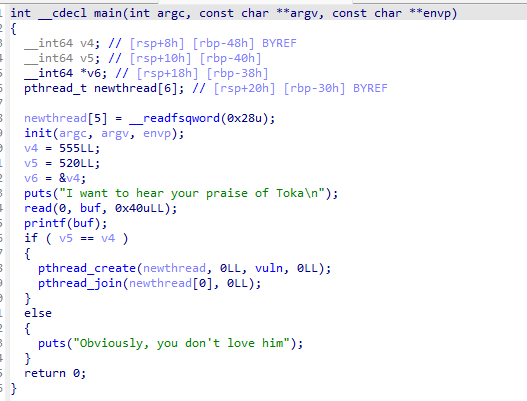 int __cdecl main(int argc, const char **argv, const char **envp)
{
__int64 v4; // [rsp+8h] [rbp-48h] BYREF
__int64 v5; // [rsp+10h] [rbp-40h]
__int64 *v6; // [rsp+18h] [rbp-38h]
pthread_t newthread[6]; // [rsp+20h] [rbp-30h] BYREF
newthread[5] = __readfsqword(0x28u);
init(argc, argv, envp);
v4 = 555LL;
v5 = 520LL;
v6 = &v4;
puts("I want to hear your praise of Toka\n");
read(0, buf, 0x40uLL);
printf(buf);
if ( v5 == v4 )
{
pthread_create(newthread, 0LL, vuln, 0LL);
pthread_join(newthread[0], 0LL);
}
else
{
puts("Obviously, you don't love him");
}
return 0;
}